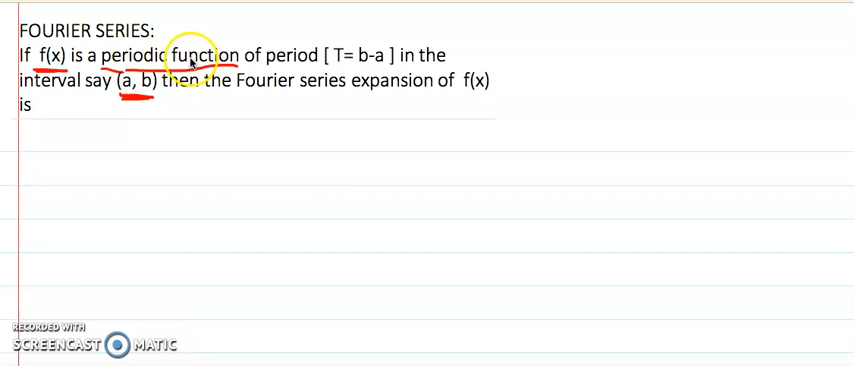 FOURIER SERIES:
If f(x) is a periodic function of period [ T= b-a ] in the
interval say (a, b) then the Fourier series expansion of f(x)
is
RECORDED WITH
SCREENCAST MATIC